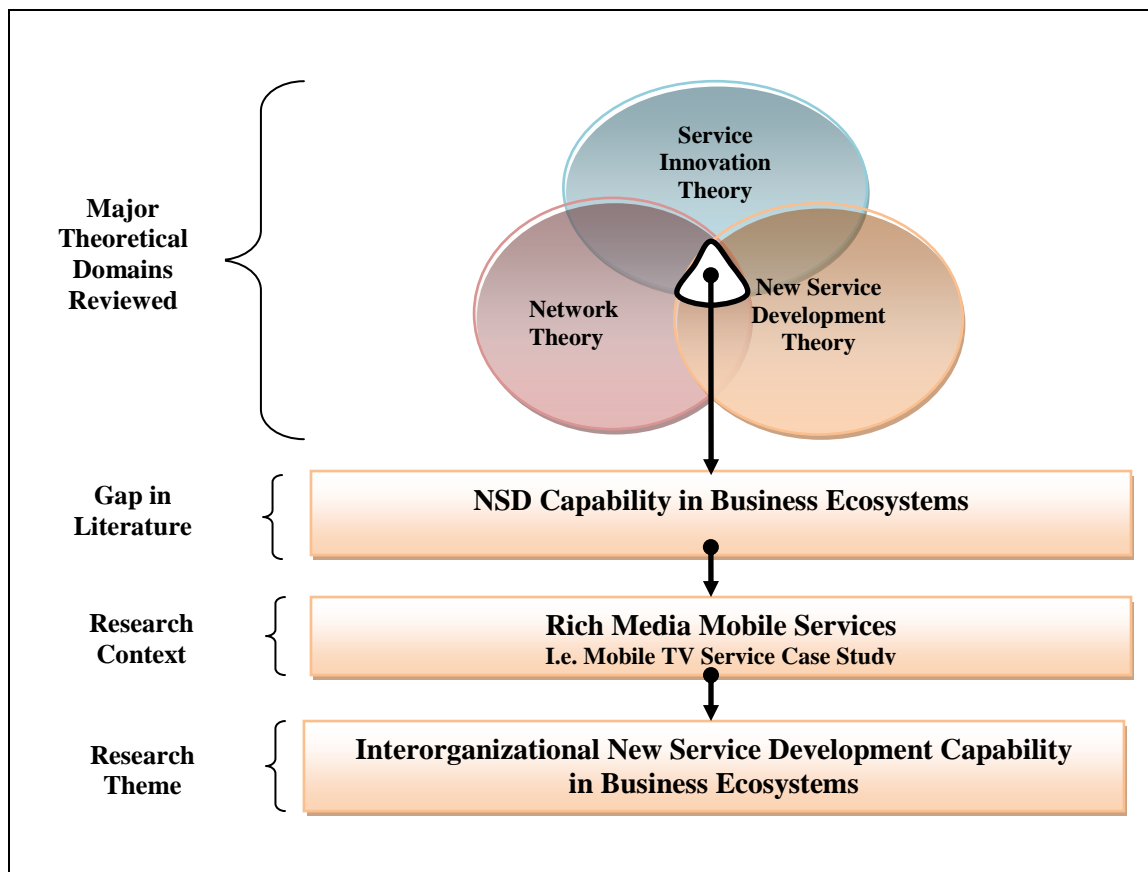 Major
Theoretical
Domains
Reviewed
Service
Innovation
Theory
Network
Theory
New Service
Development
Theory
Gap in
Literature
NSD Capability in Business Ecosystems
Research
Context
Rich Media Mobile Services
I.e. Mobile TV Service Case Study
Research
Theme
Interorganizational New Service Development Capability
in Business Ecosystems